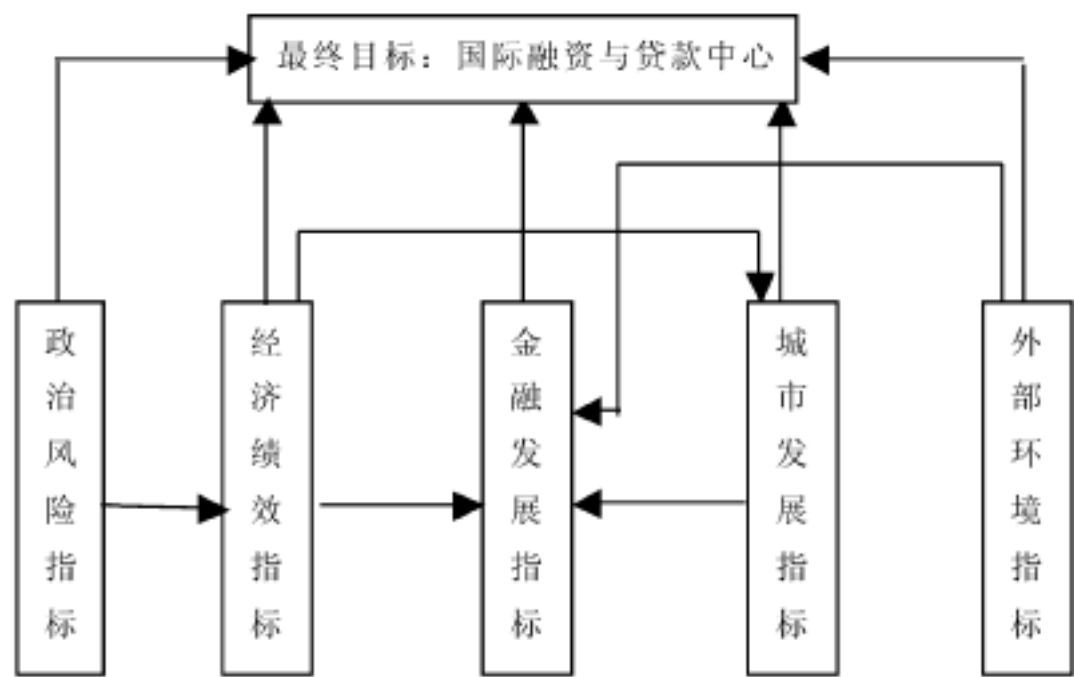 最终目标：国际融资与贷款中心
政治风险指标
经济绩效指标
金融发展指标
城市发展指标
外部环境指标